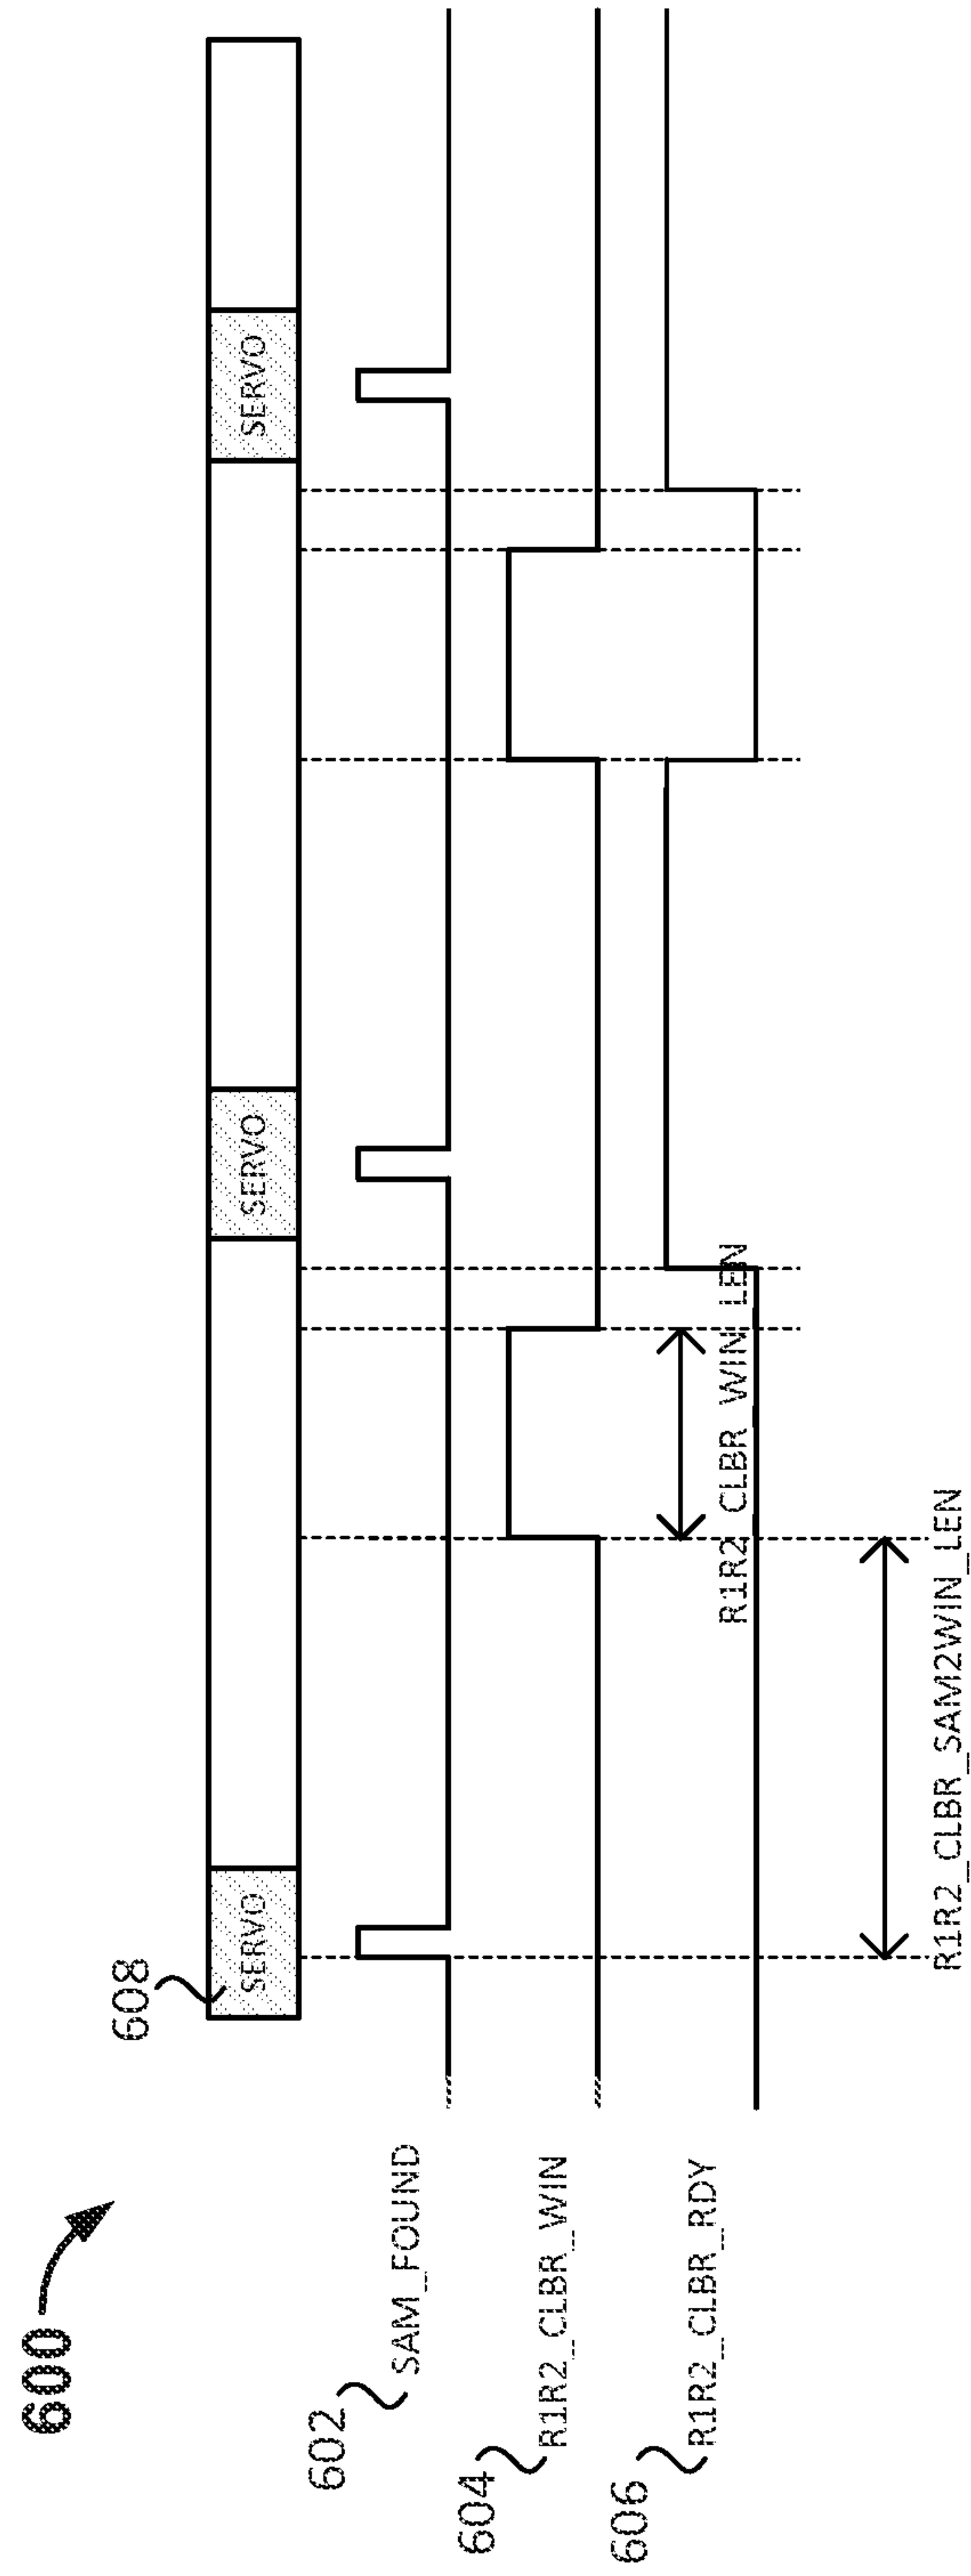 600
608
SERVO
SERVO
SERVO
602
SAM_FOUND
604
R1R2_CLBR_WIN
606
R1R2_CLBR_RDY
R1R2_CLBR_WIN_LEN
R1R2_CLBR_SAM2WIN_LEN